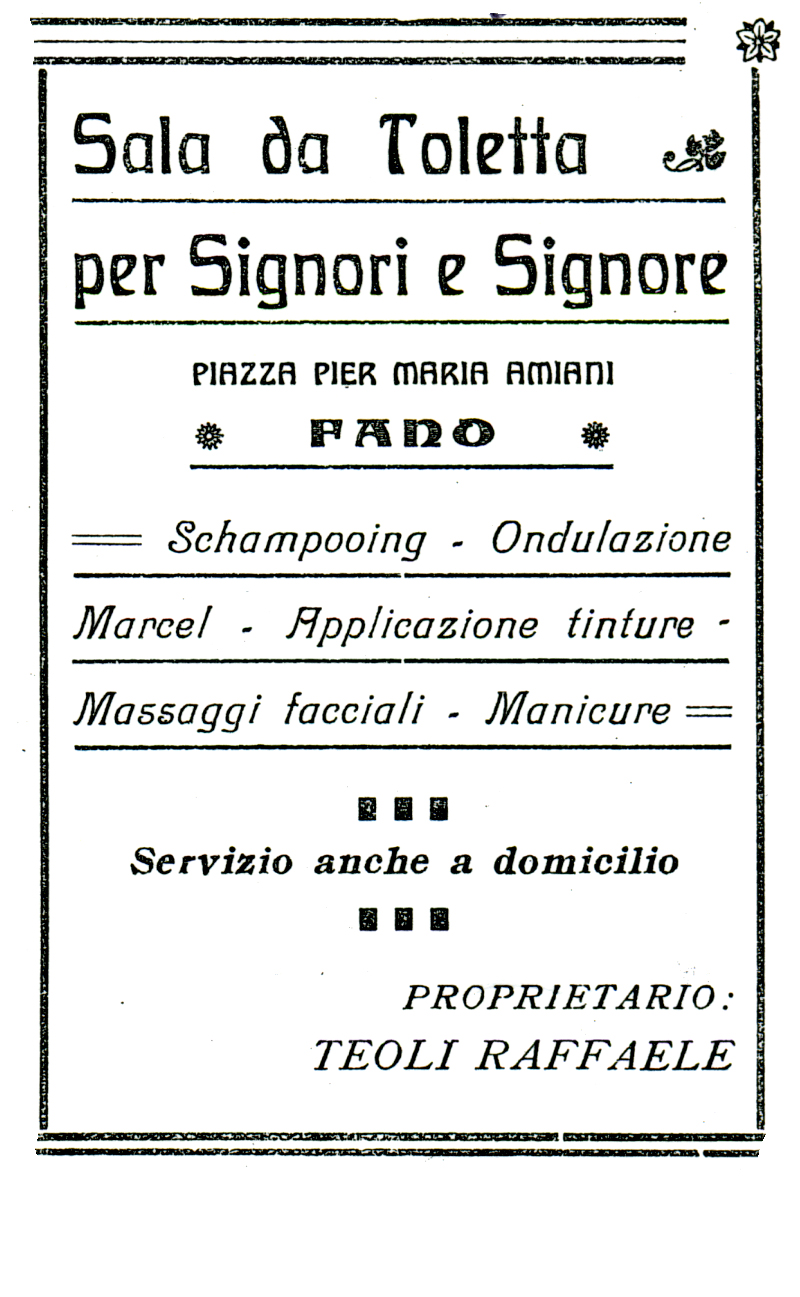 Sala da Toletta
per Signori e Signore
PIAZZA PIER MARIA AMIANI
FANO
Schampooing - Ondulazione
Marcel - Applicazione tinture -
Massaggi facciali - Manicure
Servizio anche a domicilio
PROPRIETARIO:
TEOLI RAFFAELE